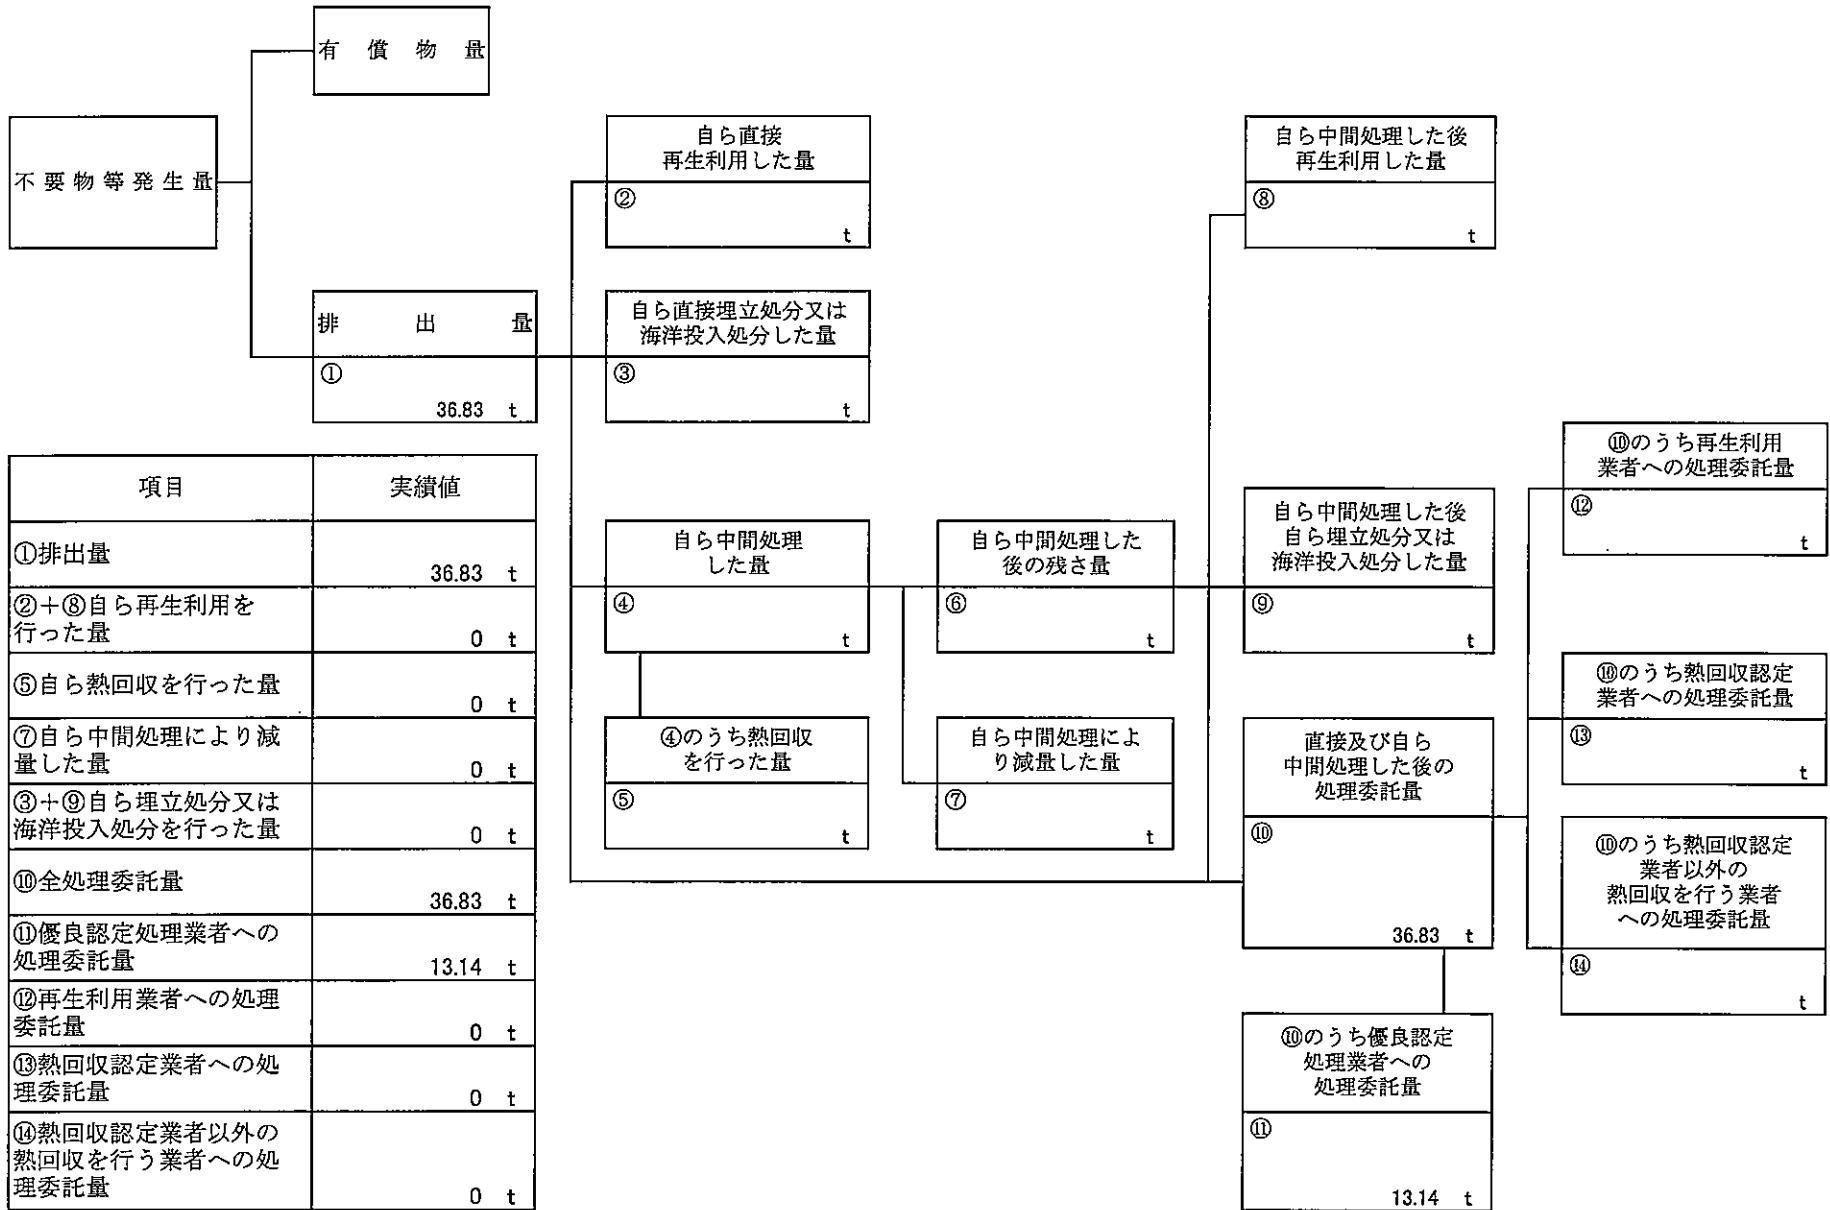 有償物量
不要物等発生量
自ら直接
再生利用した量
②
t
自ら中間処理した後
再生利用した量
⑧
t
排出量
①
36.83 t
自ら直接埋立処分又は
海洋投入処分した量
③
t
項目 実績値
①排出量
36.83 t
②+⑧自ら再生利用を
行った量
0 t
⑤自ら熱回収を行った量
0 t
⑦自ら中間処理により減
量した量
0 t
③+⑨自ら埋立処分又は
海洋投入処分を行った量
0 t
⑩全処理委託量
36.83 t
⑪優良認定処理業者への
処理委託量
13.14 t
⑫再生利用業者への処理
委託量
0 t
⑬熱回収認定業者への処
理委託量
0 t
⑭熱回収認定業者以外の
熱回収を行う業者への処
理委託量
0 t
自ら中間処理
した量
④
t
④のうち熱回収
を行った量
⑤
t
自ら中間処理した
後の残さ量
⑥
t
自ら中間処理によ
り減量した量
⑦
t
自ら中間処理した後
自ら埋立処分又は
海洋投入処分した量
⑨
t
直接及び自ら
中間処理した後の
処理委託量
⑩
36.83 t
⑩のうち優良認定
処理業者への
処理委託量
⑪
13.14 t
⑩のうち再生利用
業者への処理委託量
⑫
t
⑩のうち熱回収認定
業者への処理委託量
⑬
t
⑩のうち熱回収認定
業者以外の
熱回収を行う業者
への処理委託量
⑭
t